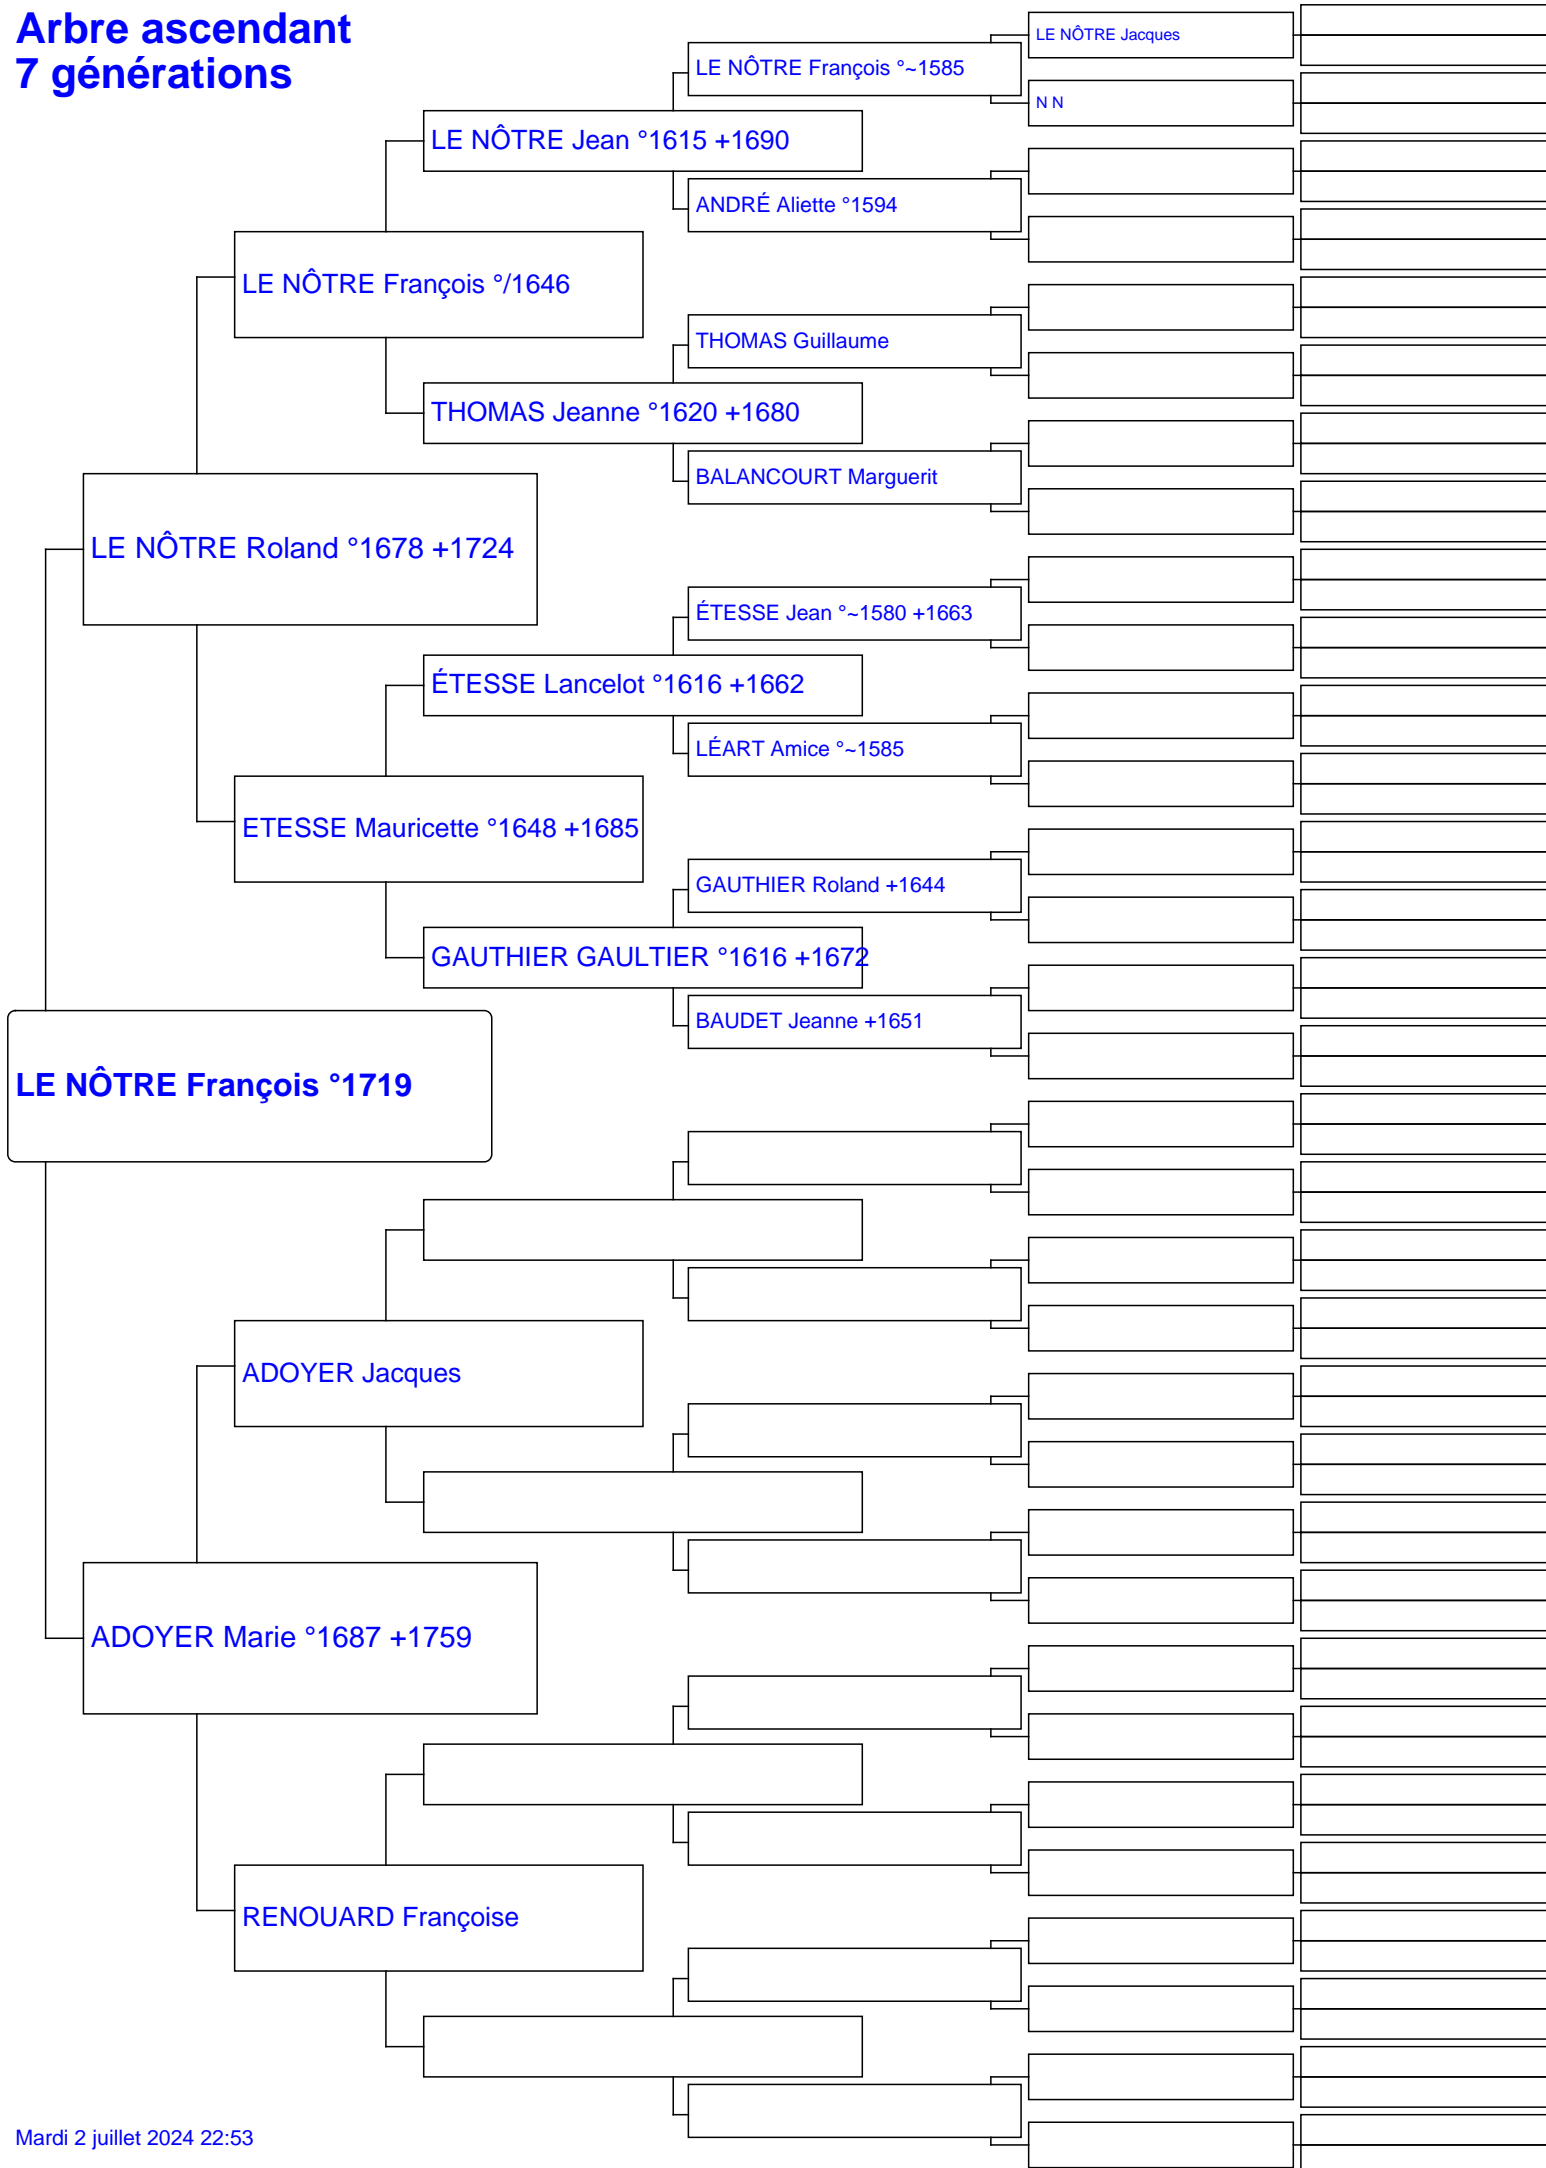 Arbre ascendant
7 générations
LE NÔTRE Jacques
LE NÔTRE François °~1585
N N
LE NÔTRE Jean °1615 +1690
ANDRÉ Aliette °1594
LE NÔTRE François °/1646
THOMAS Guillaume
THOMAS Jeanne °1620 +1680
BALANCOURT Marguerit
LE NÔTRE Roland °1678 +1724
ÉTESSE Jean °~1580 +1663
ÉTESSE Lancelot °1616 +1662
LÉART Amice °~1585
ETESSE Mauricette °1648 +1685
GAUTHIER Roland +1644
GAUTHIER GAULTIER °1616 +1672
BAUDET Jeanne +1651
LE NÔTRE François °1719
ADOYER Jacques
ADOYER Marie °1687 +1759
RENOUARD Françoise
Mardi 2 juillet 2024 22:53